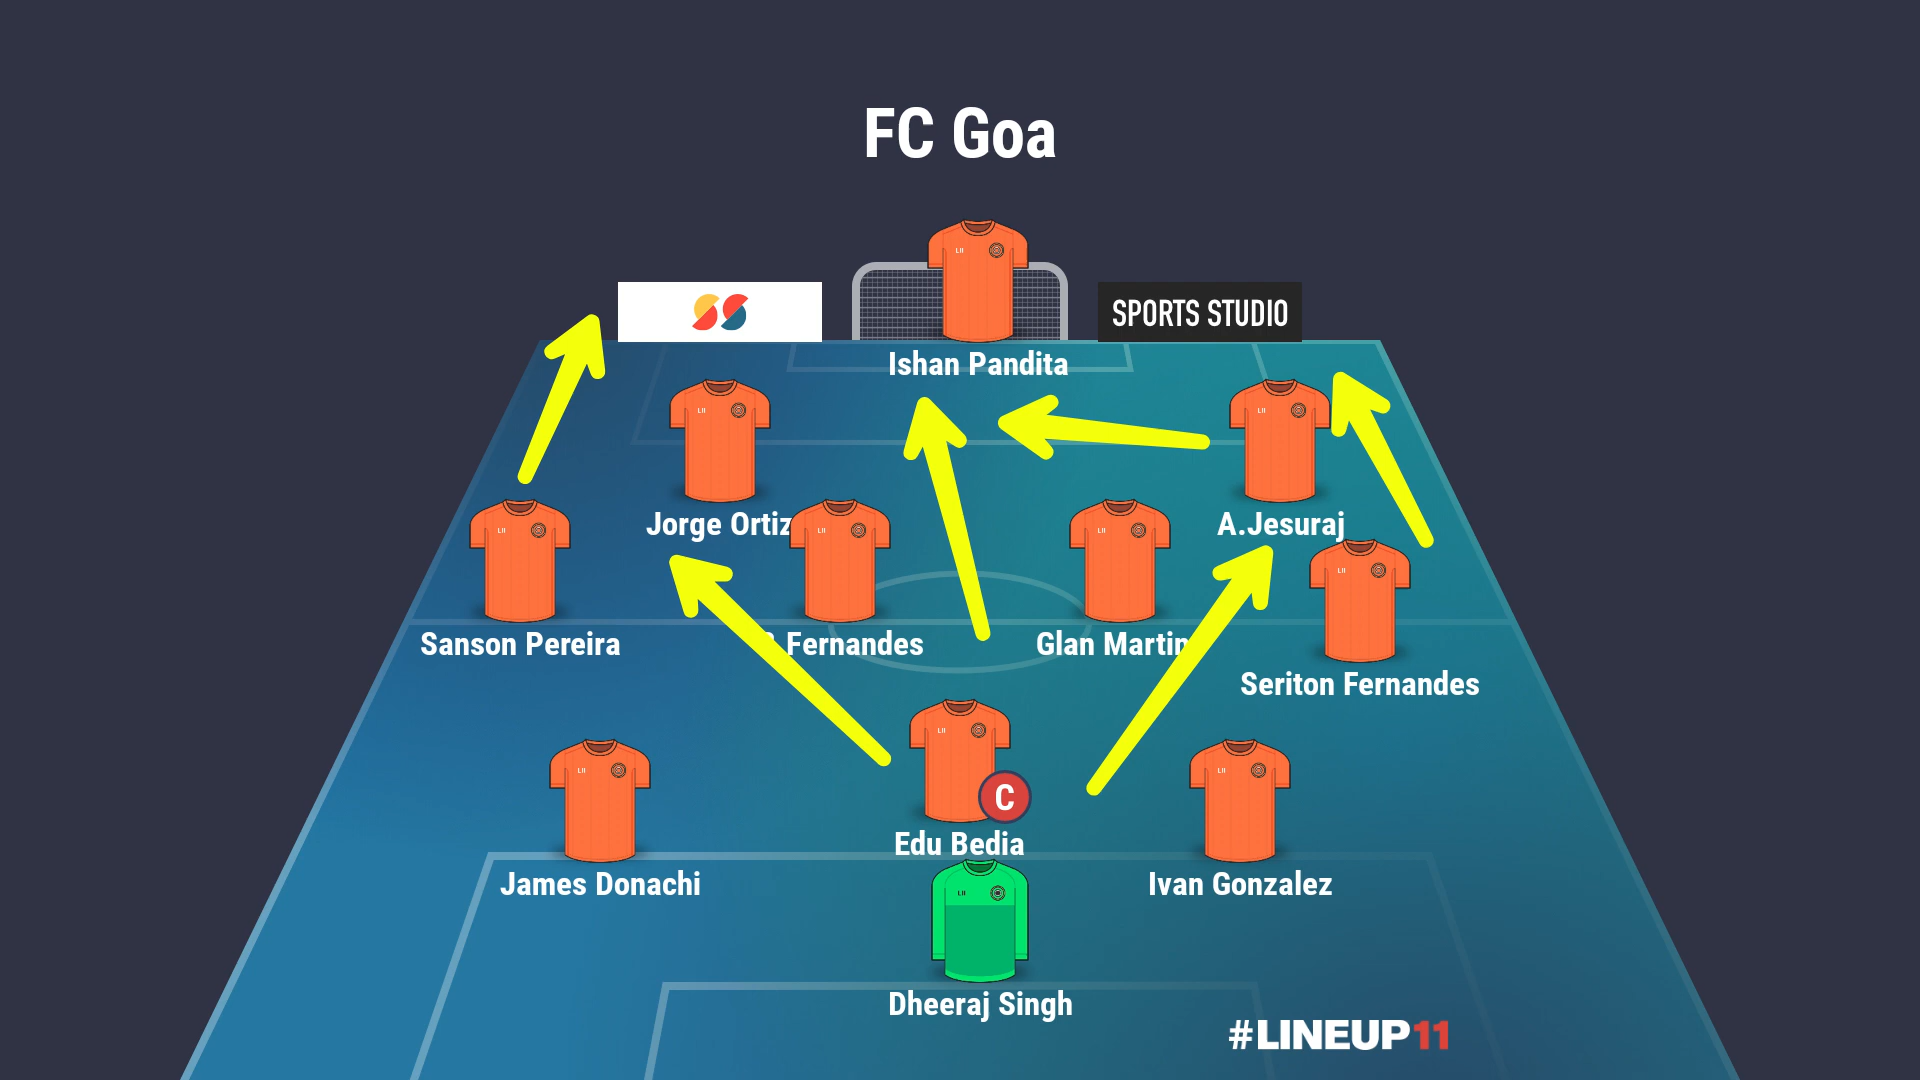 FC Goa
SPORTS STUDIO
Ishan Pandita
Jorge Ortiz
A.Jesuraj
Sanson Pereira
Fernandes
Glan Martin
Seriton Fernandes
Edu Bedia
C
James Donachi
Ivan Gonzalez
Dheeraj Singh
#LINEUP11